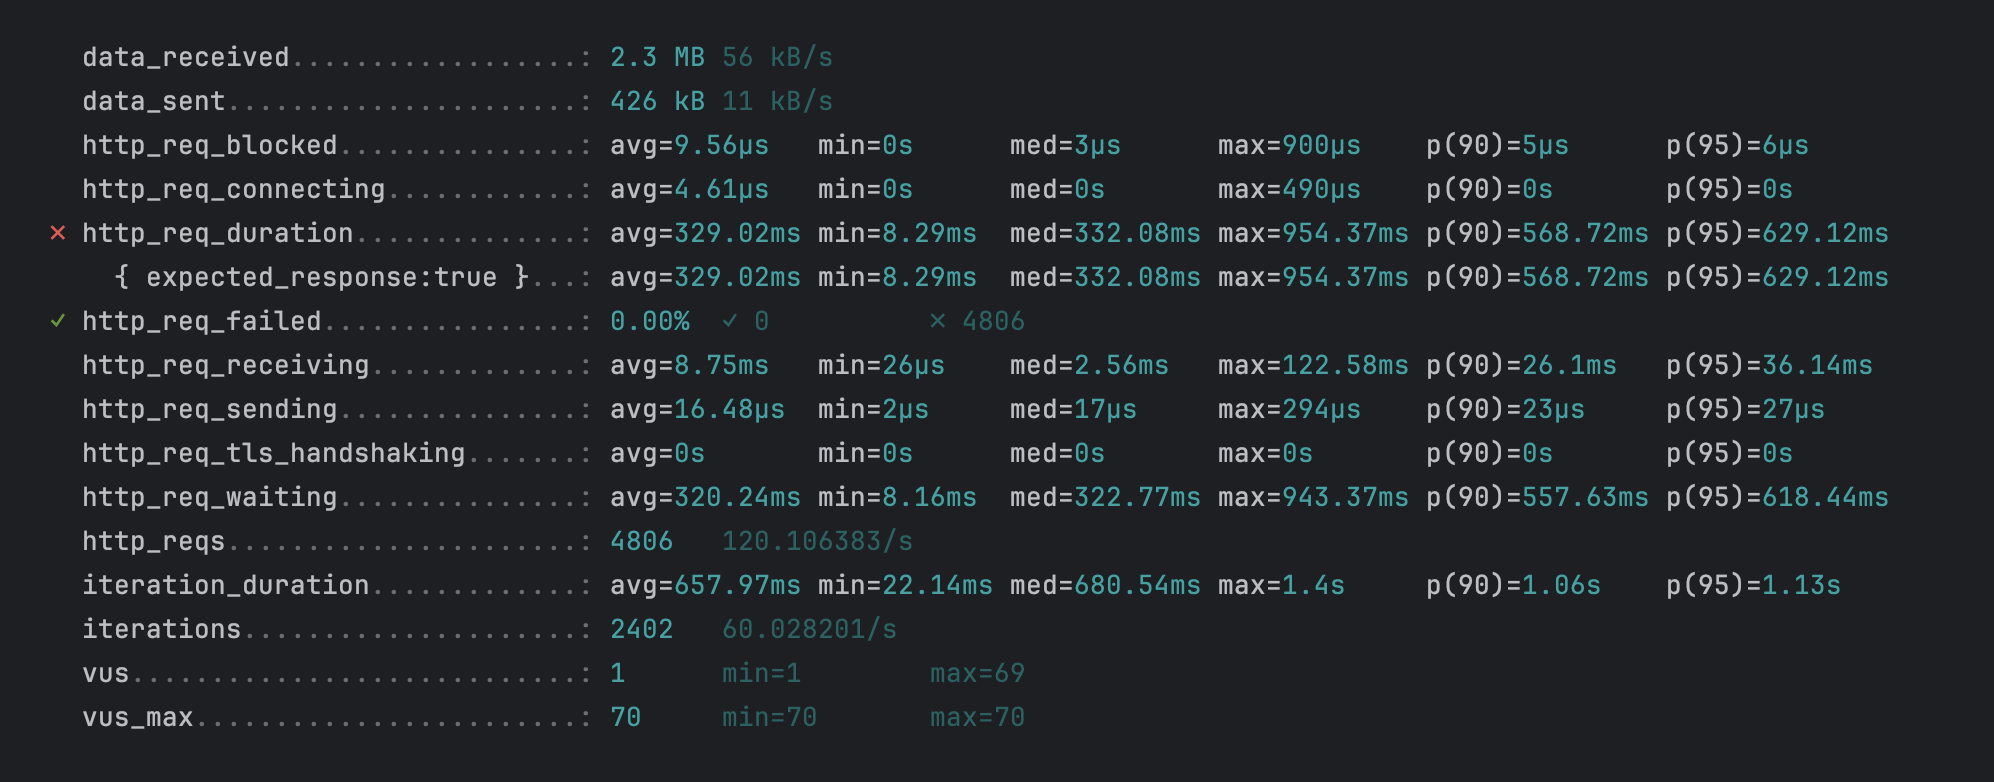 data_received..................: 2.3 MB 56 kB/s
data_sent......................: 426 kB 11 kB/s
http_req_blocked...............: avg=9.56µs   min=0s      med=3µs      max=900µs    p(90)=5µs      p(95)=6µs
http_req_connecting............: avg=4.61µs   min=0s      med=0s       max=490µs    p(90)=0s       p(95)=0s
✗ http_req_duration..............: avg=329.02ms min=8.29ms  med=332.08ms max=954.37ms p(90)=568.72ms p(95)=629.12ms
{ expected_response:true }...: avg=329.02ms min=8.29ms  med=332.08ms max=954.37ms p(90)=568.72ms p(95)=629.12ms
✓ http_req_failed................: 0.00%  ✓ 0          ✗ 4806
http_req_receiving.............: avg=8.75ms   min=26µs    med=2.56ms   max=122.58ms p(90)=26.1ms   p(95)=36.14ms
http_req_sending...............: avg=16.48µs  min=2µs     med=17µs     max=294µs    p(90)=23µs     p(95)=27µs
http_req_tls_handshaking.......: avg=0s       min=0s      med=0s       max=0s       p(90)=0s       p(95)=0s
http_req_waiting...............: avg=320.24ms min=8.16ms  med=322.77ms max=943.37ms p(90)=557.63ms p(95)=618.44ms
http_reqs......................: 4806   120.106383/s
iteration_duration.............: avg=657.97ms min=22.14ms med=680.54ms max=1.4s     p(90)=1.06s    p(95)=1.13s
iterations.....................: 2402   60.028201/s
vus............................: 1      min=1        max=69
vus_max........................: 70     min=70       max=70